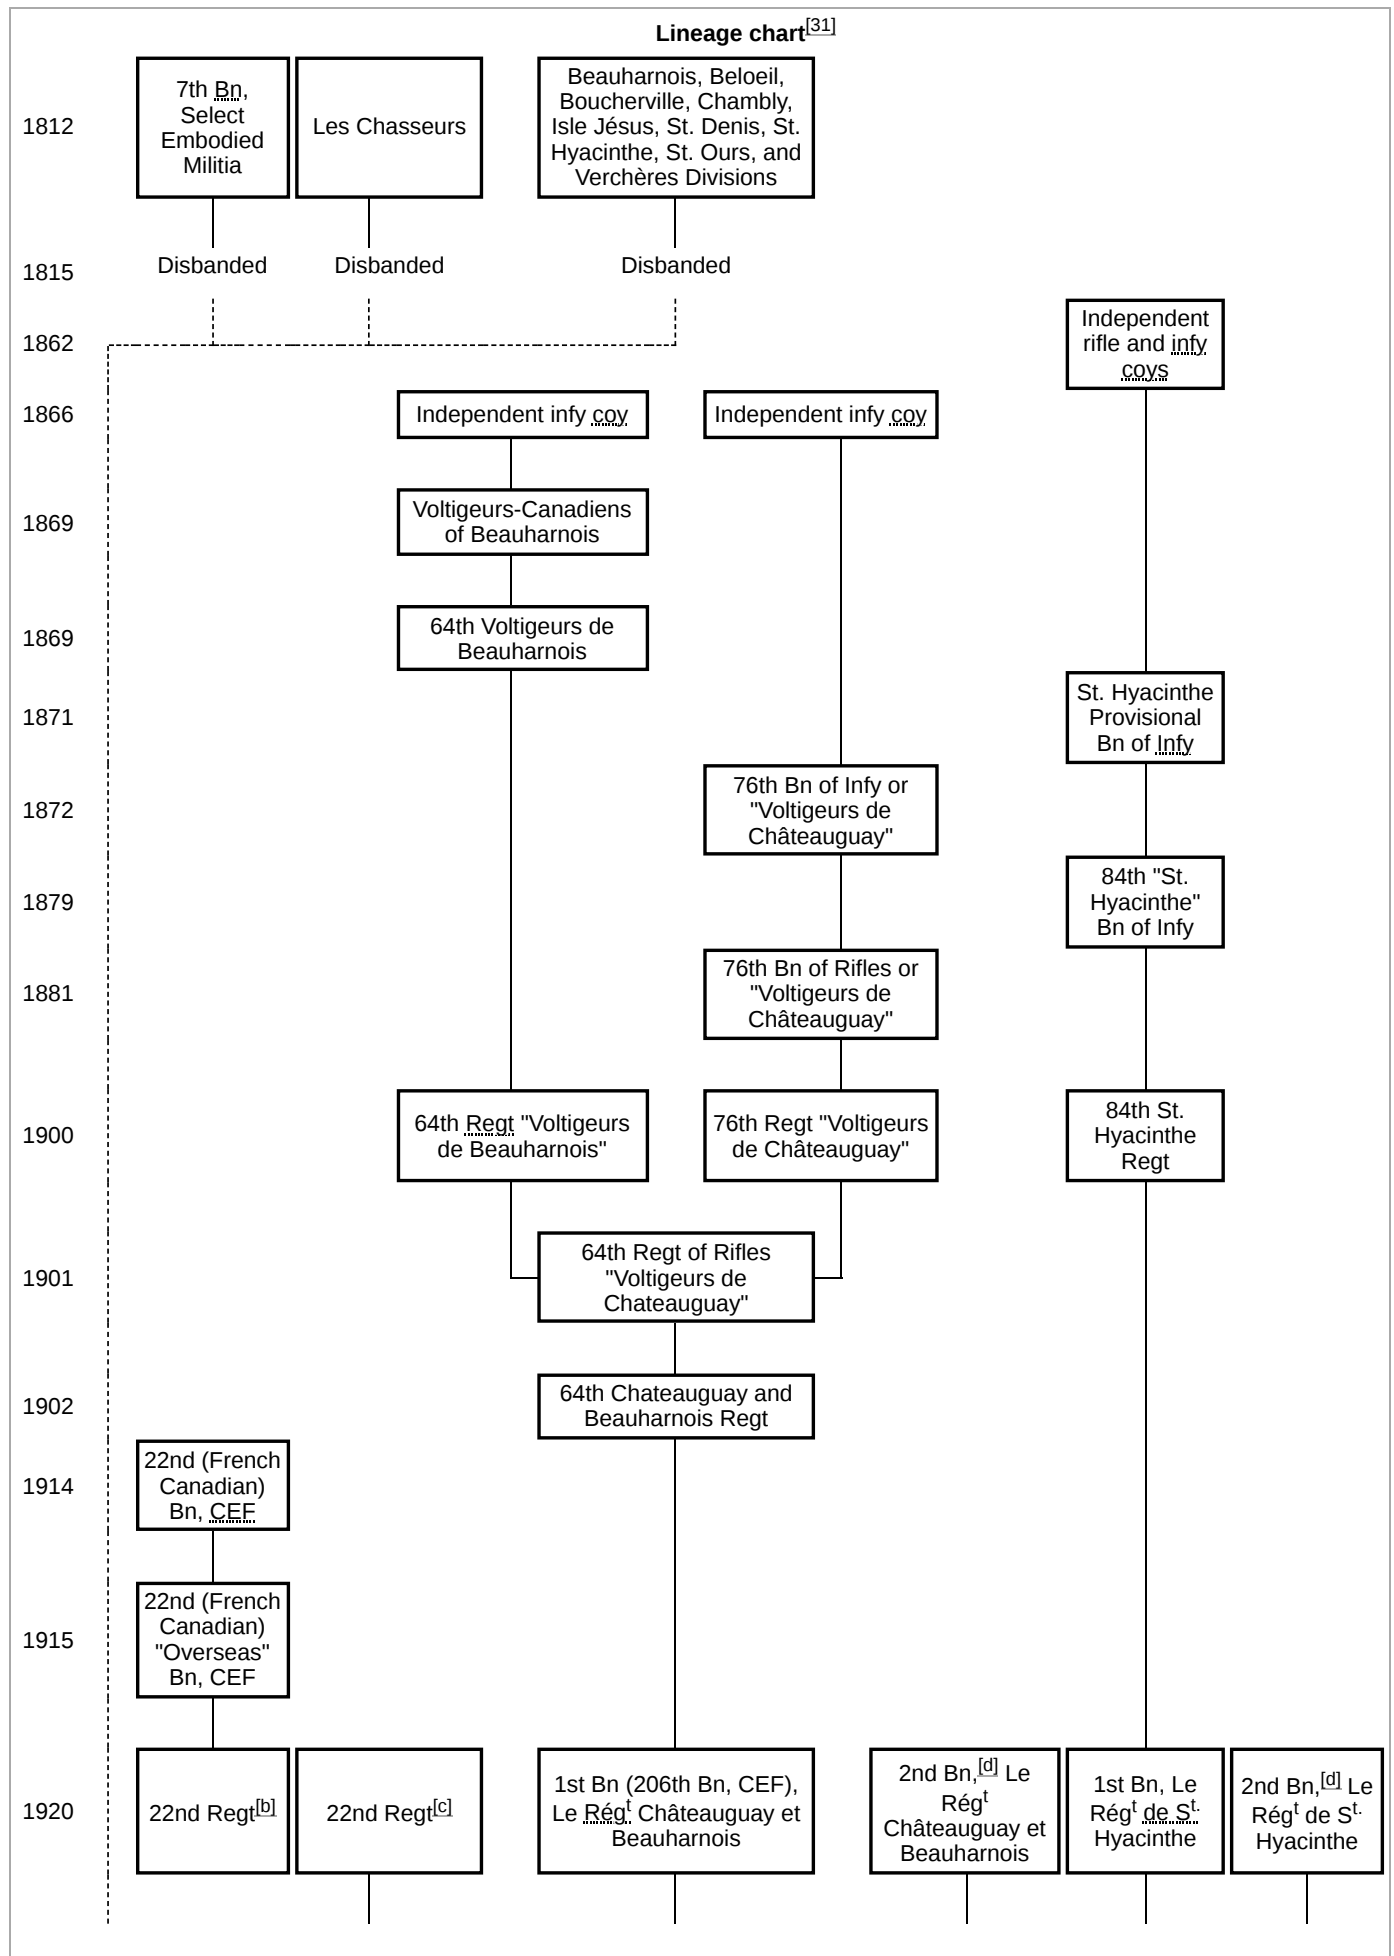 Lineage chart[31]
1812
7th Bn,
Select
Embodied
Militia
Les Chasseurs
Beauharnois, Beloeil,
Boucherville, Chambly,
Isle Jésus, St. Denis, St.
Hyacinthe, St. Ours, and
Verchères Divisions
1815
Disbanded
Disbanded
Disbanded
1862
Independent
rifle and infy
coys
1866
Independent infy coy
Independent infy coy
1869
Voltigeurs-Canadiens
of Beauharnois
1869
64th Voltigeurs de
Beauharnois
1871
St. Hyacinthe
Provisional
Bn of Infy
1872
76th Bn of Infy or
"Voltigeurs de
Châteauguay"
1879
84th "St.
Hyacinthe"
Bn of Infy
1881
76th Bn of Rifles or
"Voltigeurs de
Châteauguay"
1900
64th Regt "Voltigeurs
de Beauharnois"
76th Regt "Voltigeurs
de Châteauguay"
84th St.
Hyacinthe
Regt
1901
64th Regt of Rifles
"Voltigeurs de
Chateauguay"
1902
64th Chateauguay and
Beauharnois Regt
1914
22nd (French
Canadian)
Bn, CEF
1915
22nd (French
Canadian)
"Overseas"
Bn, CEF
1920
22nd Regt[b]
22nd Regt[c]
1st Bn (206th Bn, CEF),
Le Régt Châteauguay et
Beauharnois
2nd Bn,[d] Le
Régt
Châteauguay et
Beauharnois
1st Bn, Le
Régt de St.
Hyacinthe
2nd Bn,[d] Le
Régt de St.
Hyacinthe